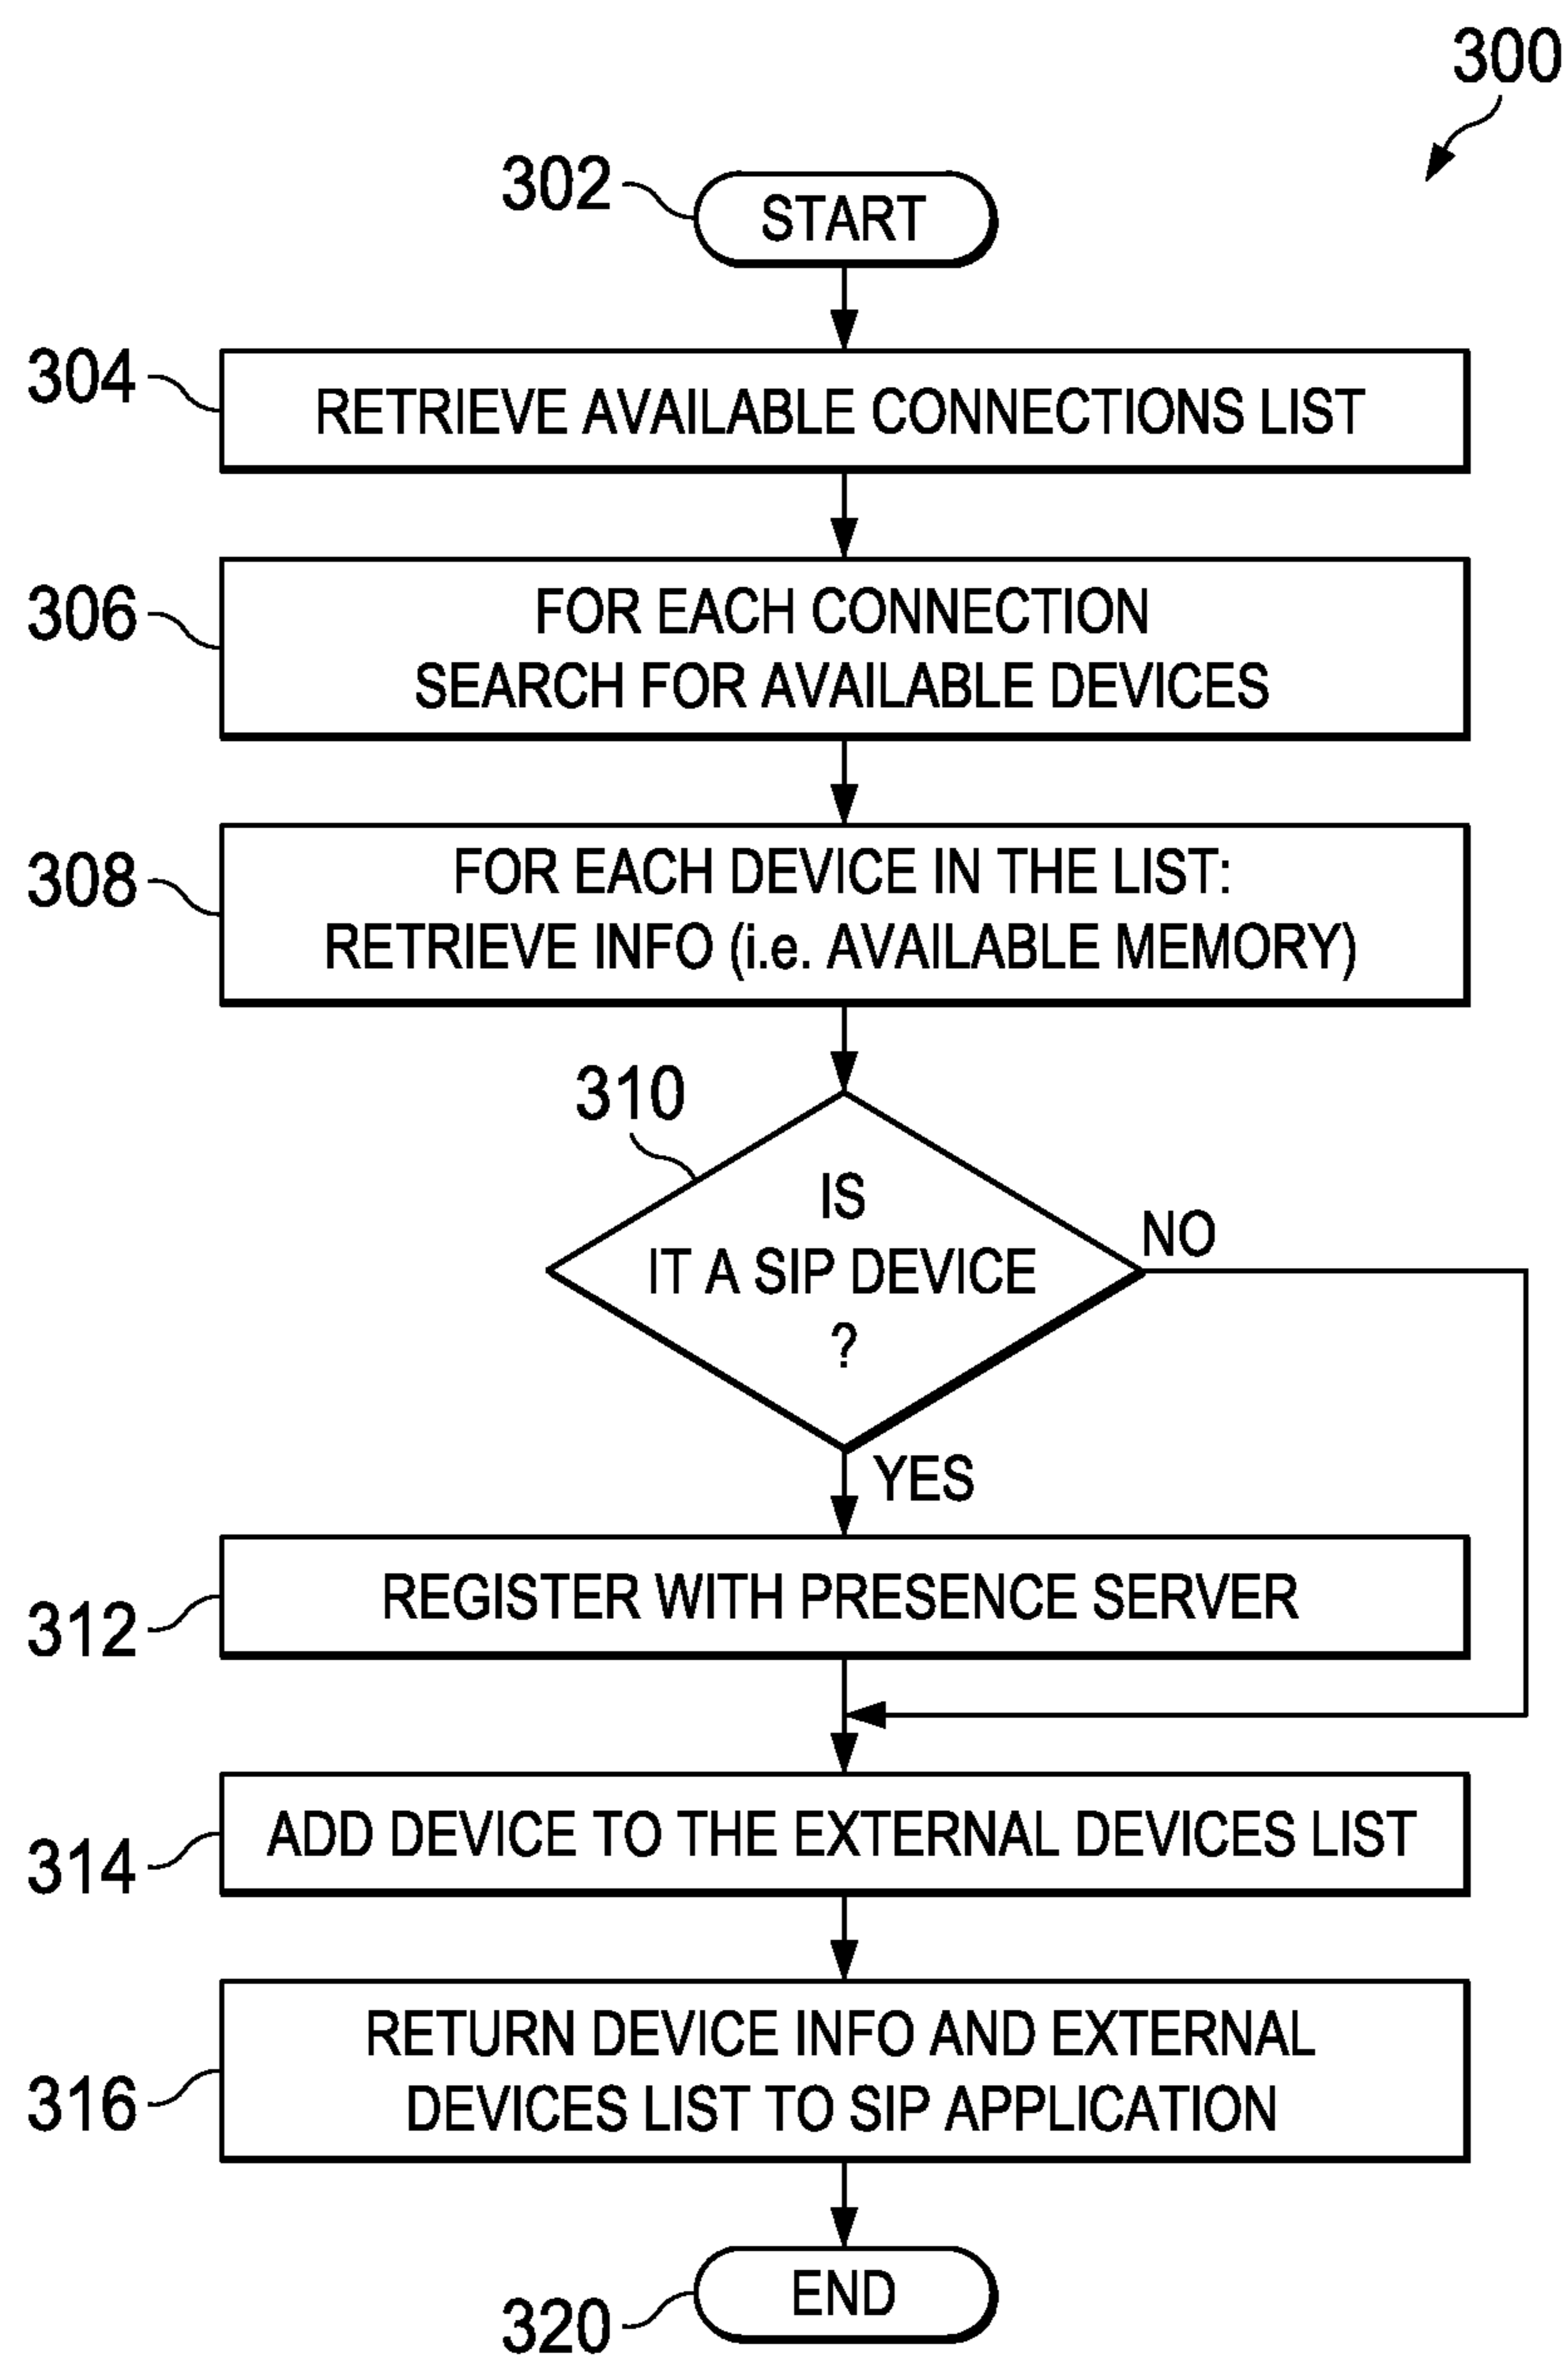 300
302
START
304
RETRIEVE AVAILABLE CONNECTIONS LIST
306
FOR EACH CONNECTION
SEARCH FOR AVAILABLE DEVICES
308
FOR EACH DEVICE IN THE LIST:
RETRIEVE INFO (i.e. AVAILABLE MEMORY)
310
IS
IT A SIP DEVICE
?
NO
YES
312
REGISTER WITH PRESENCE SERVER
314
ADD DEVICE TO THE EXTERNAL DEVICES LIST
316
RETURN DEVICE INFO AND EXTERNAL
DEVICES LIST TO SIP APPLICATION
320
END